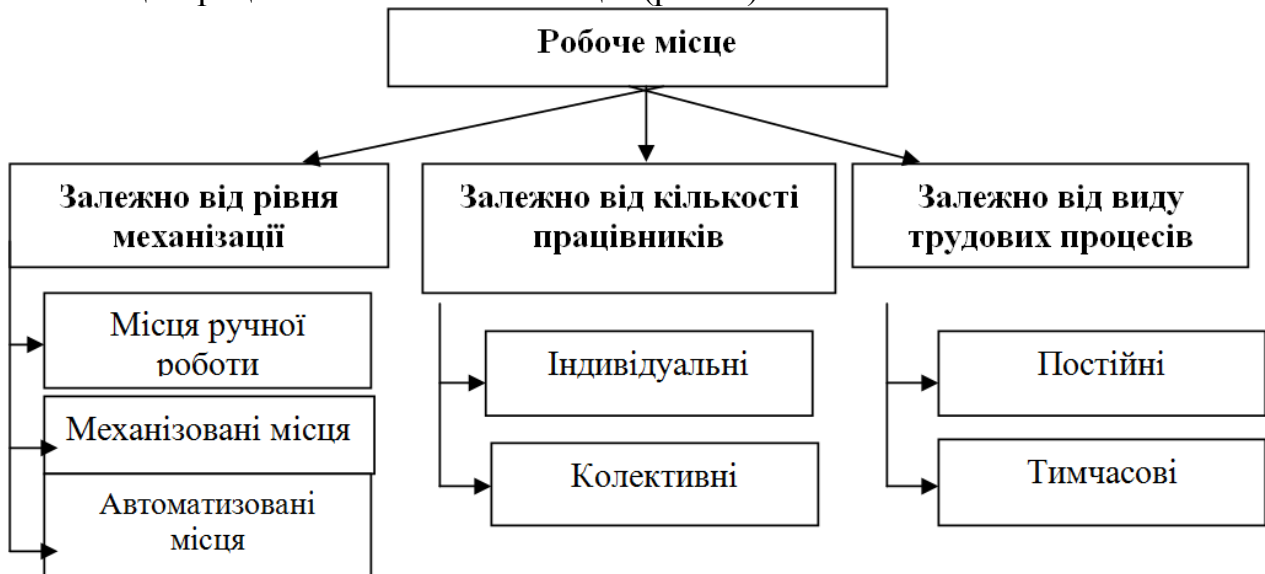 Робоче місце
Залежно від рівня
механізації
Залежно від кількості
працівників
Залежно від виду
трудових процесів
Місця ручної
роботи
Механізовані місця
Автоматизовані
місця
Індивідуальні
Колективні
Постійні
Тимчасові